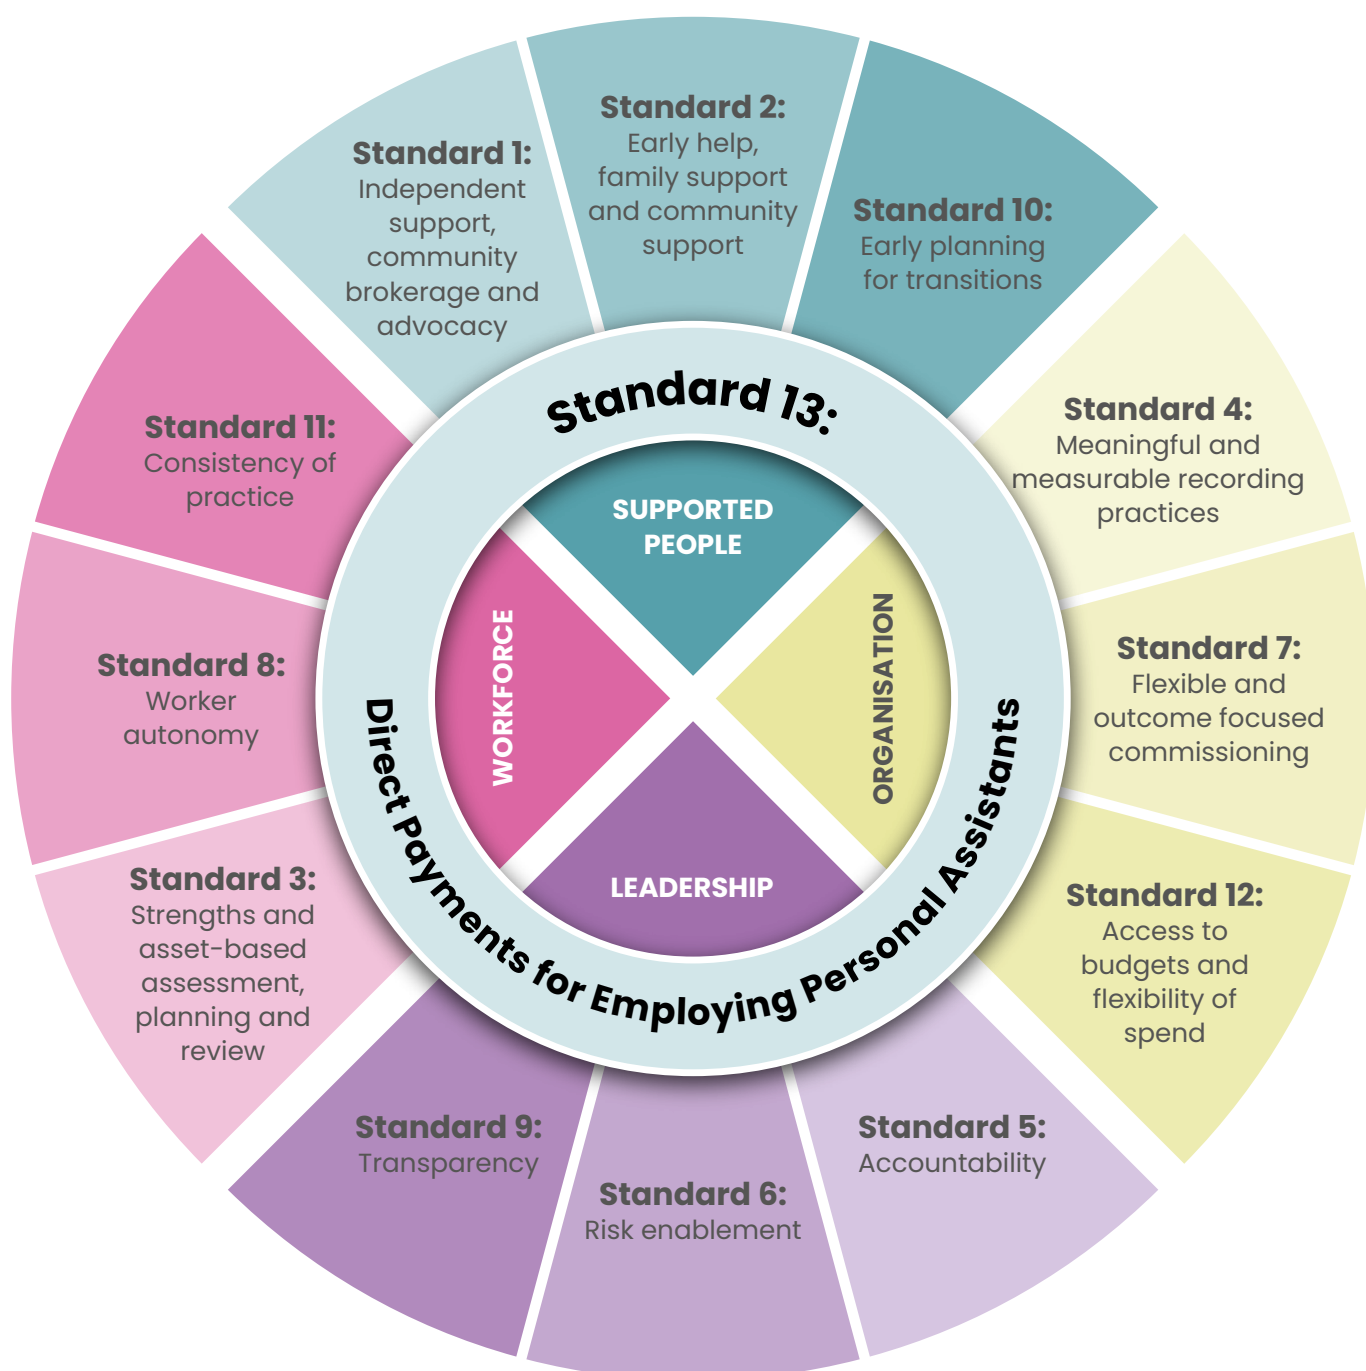 Standard 1:
Independent
support,
community
brokerage and
advocacy
Standard 2:
Early help,
family support
and community
support
Standard 10:
Early planning
for transitions
Standard 4:
Meaningful and
measurable recording
practices
Standard 7:
Flexible and
outcome focused
commissioning
Standard 12:
Access to
budgets and
flexibility of
spend
Standard 5:
Accountability
Standard 6:
Risk enablement
Standard 9:
Transparency
Standard 3:
Strengths and
asset-based
assessment,
planning and
review
Standard 8:
Worker
autonomy
Standard 11:
Consistency of
practice
Standard 13:
Direct Payments for Employing Personal Assistants
SUPPORTED
PEOPLE
ORGANISATION
LEADERSHIP
WORKFORCE